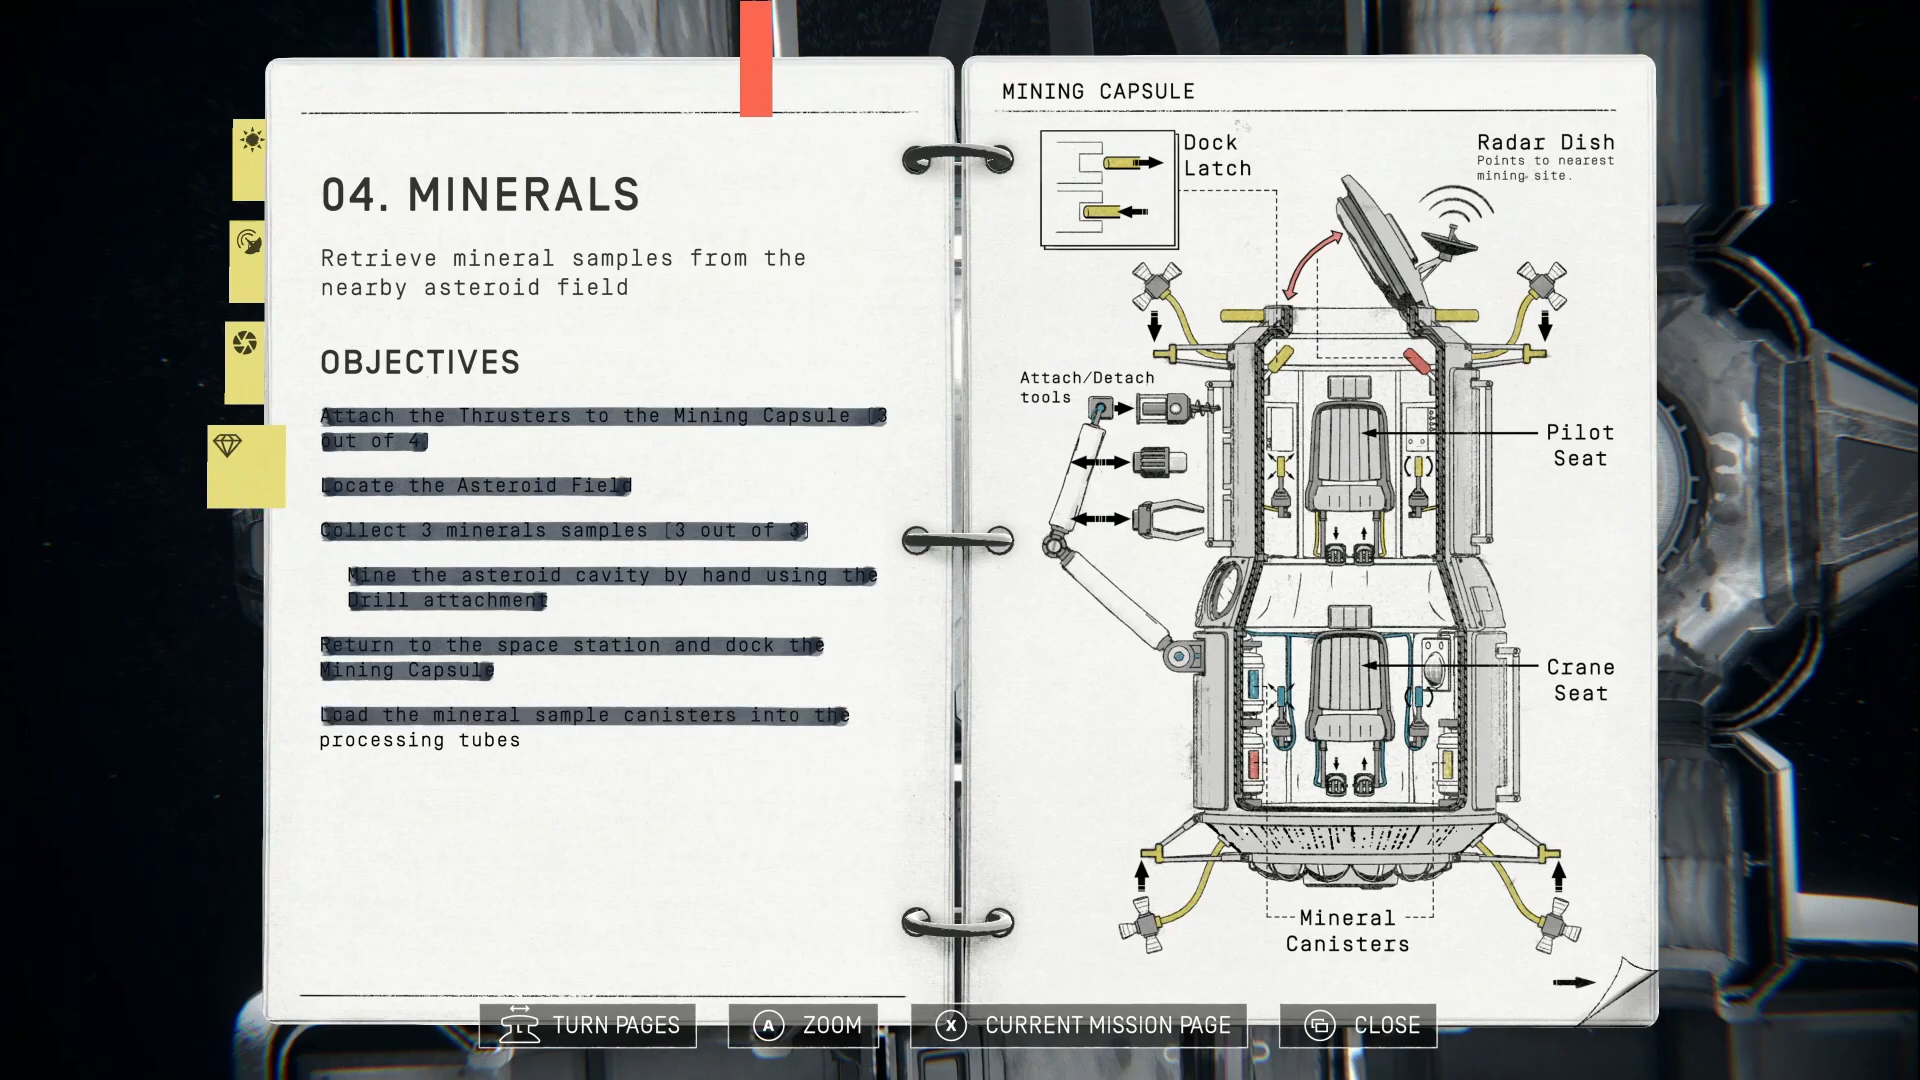 04. MINERALS
Retrieve mineral samples from the
nearby asteroid field
OBJECTIVES
Attach the Thrusters to the Mining Capsule [3
out of 4]
Locate the Asteroid Field
Collect 3 minerals samples [3 out of 3]
Mine the asteroid cavity by hand using the
Drill attachment
Return to the space station and dock the
Mining Capsule
Load the mineral sample canisters into the
processing tubes
MINING CAPSULE
Dock
Latch
Radar Dish
Points to nearest
mining site.
Attach/Detach
tools
Pilot
Seat
Crane
Seat
Mineral
Canisters
L TURN PAGES
A ZOOM
X CURRENT MISSION PAGE
CLOSE